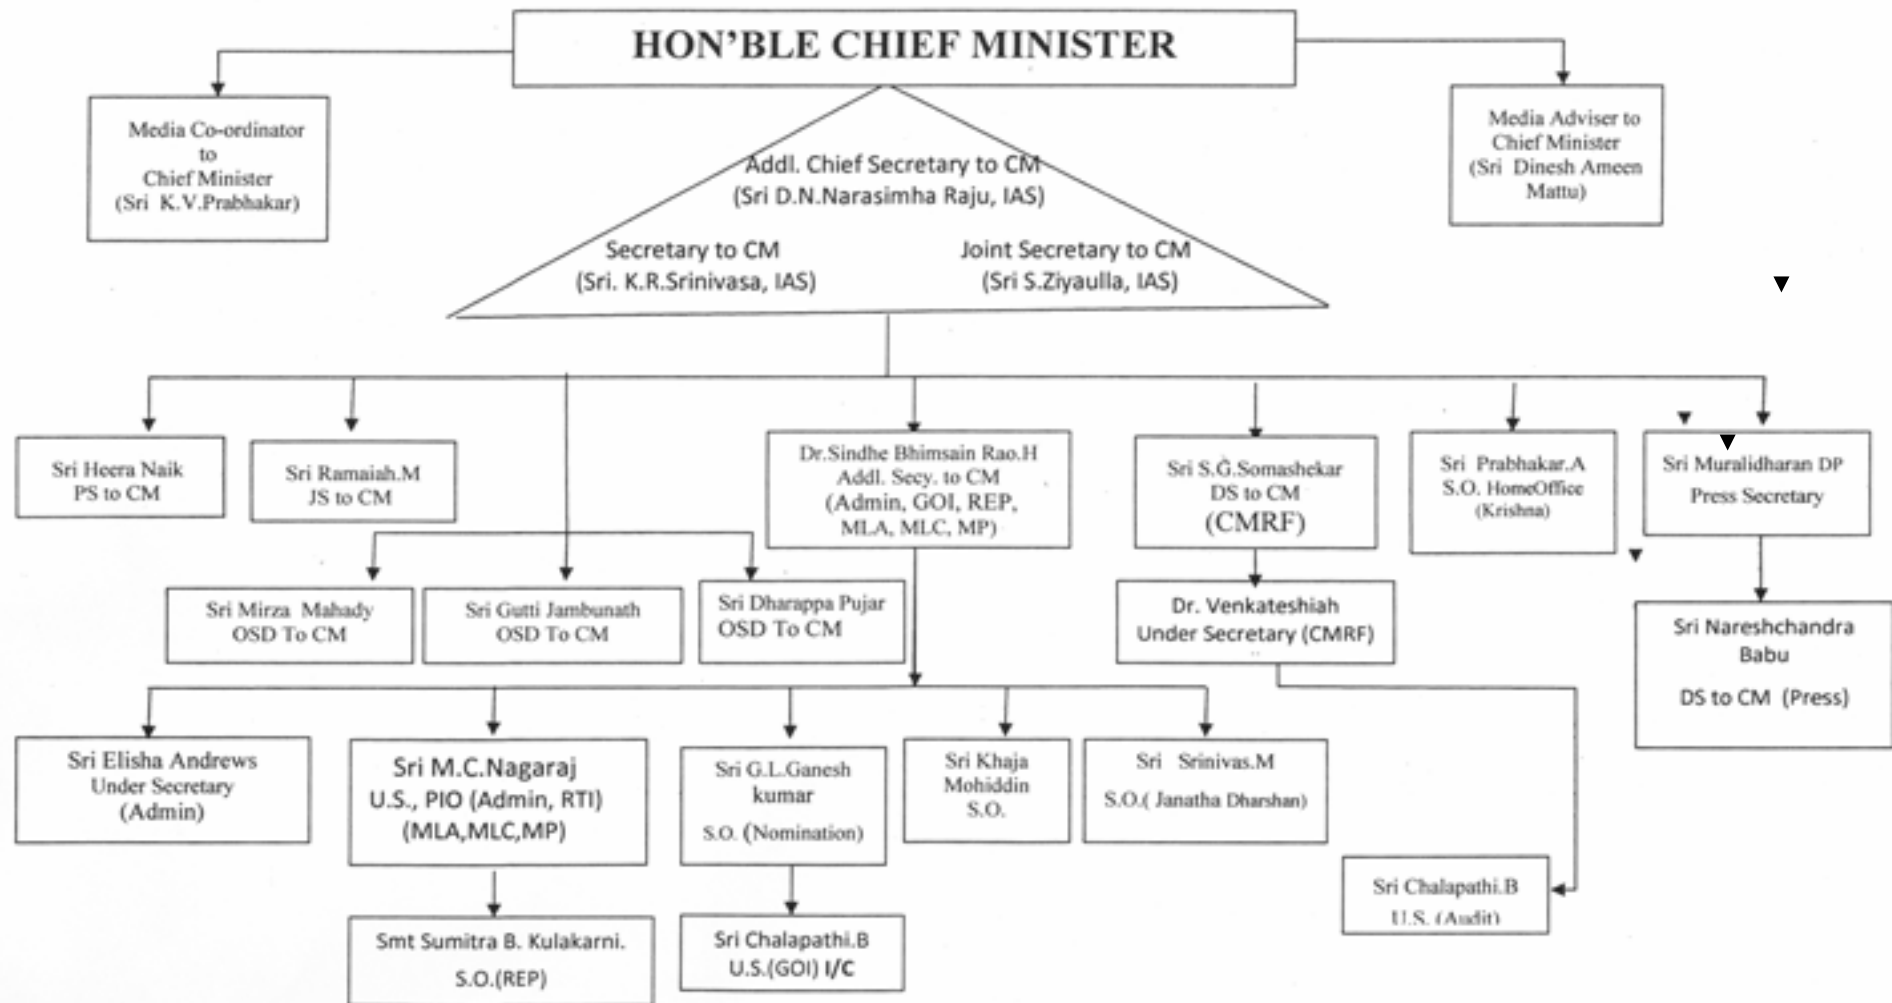 HON'BLE CHIEF MINISTER
Media Co-ordinator
to
Chief Minister
(Sri K.V.Prabhakar)
Media Adviser to
Chief Minister
(Sri Dinesh Ameen
Mattu)
Addl. Chief Secretary to CM
(Sri D.N.Narasimha Raju, IAS)
Secretary to CM
(Sri. K.R.Srinivasa, IAS)
Joint Secretary to CM
(Sri S.Ziyaulla, IAS)
Sri Heera Naik
PS to CM
Sri Ramaiah.M
JS to CM
Dr.Sindhe Bhimsain Rao.H
Addl. Secy. to CM
(Admin, GOI, REP,
MLA, MLC, MP)
Sri S.G.Somashekar
DS to CM
(CMRF)
Sri Prabhakar.A
S.O. HomeOffice
(Krishna)
Sri Muralidharan DP
Press Secretary
Sri Mirza Mahady
OSD To CM
Sri Gutti Jambunath
OSD To CM
Sri Dharappa Pujar
OSD To CM
Dr. Venkateshiah
Under Secretary (CMRF)
Sri Nareshchandra
Babu
DS to CM (Press)
Sri Elisha Andrews
Under Secretary
(Admin)
Sri M.C.Nagaraj
U.S., PIO (Admin, RTI)
(MLA,MLC,MP)
Sri G.L.Ganesh
kumar
S.O. (Nomination)
Sri Khaja
Mohiddin
S.O.
Sri Srinivas.M
S.O.( Janatha Dharshan)
Sri Chalapathi.B
U.S. (Audit)
Smt Sumitra B. Kulakarni.
S.O.(REP)
Sri Chalapathi.B
U.S.(GOI) I/C